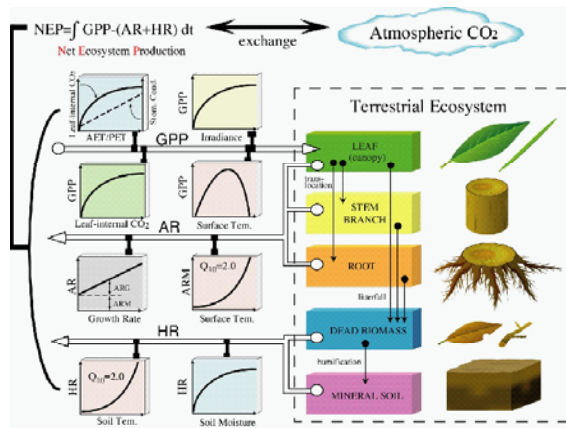 NEP=∫ GPP-(AR+HR) dt
Net Ecosystem Production
exchange
Atmospheric CO₂
Leaf-internal CO₂
Stom. Cond.
AET/PET
GPP
Irradiance
GPP
GPP
Leaf-internal CO₂
GPP
Surface Tem.
AR
AR
ARG
ARM
Growth Rate
ARM
Q₁₀=2.0
Surface Tem.
HR
HR
Q₁₀=2.0
Soil Tem.
HR
Soil Moisture
Terrestrial Ecosystem
LEAF
(canopy)
trans-
location
STEM
BRANCH
ROOT
litterfall
DEAD BIOMASS
humification
MINERAL SOIL